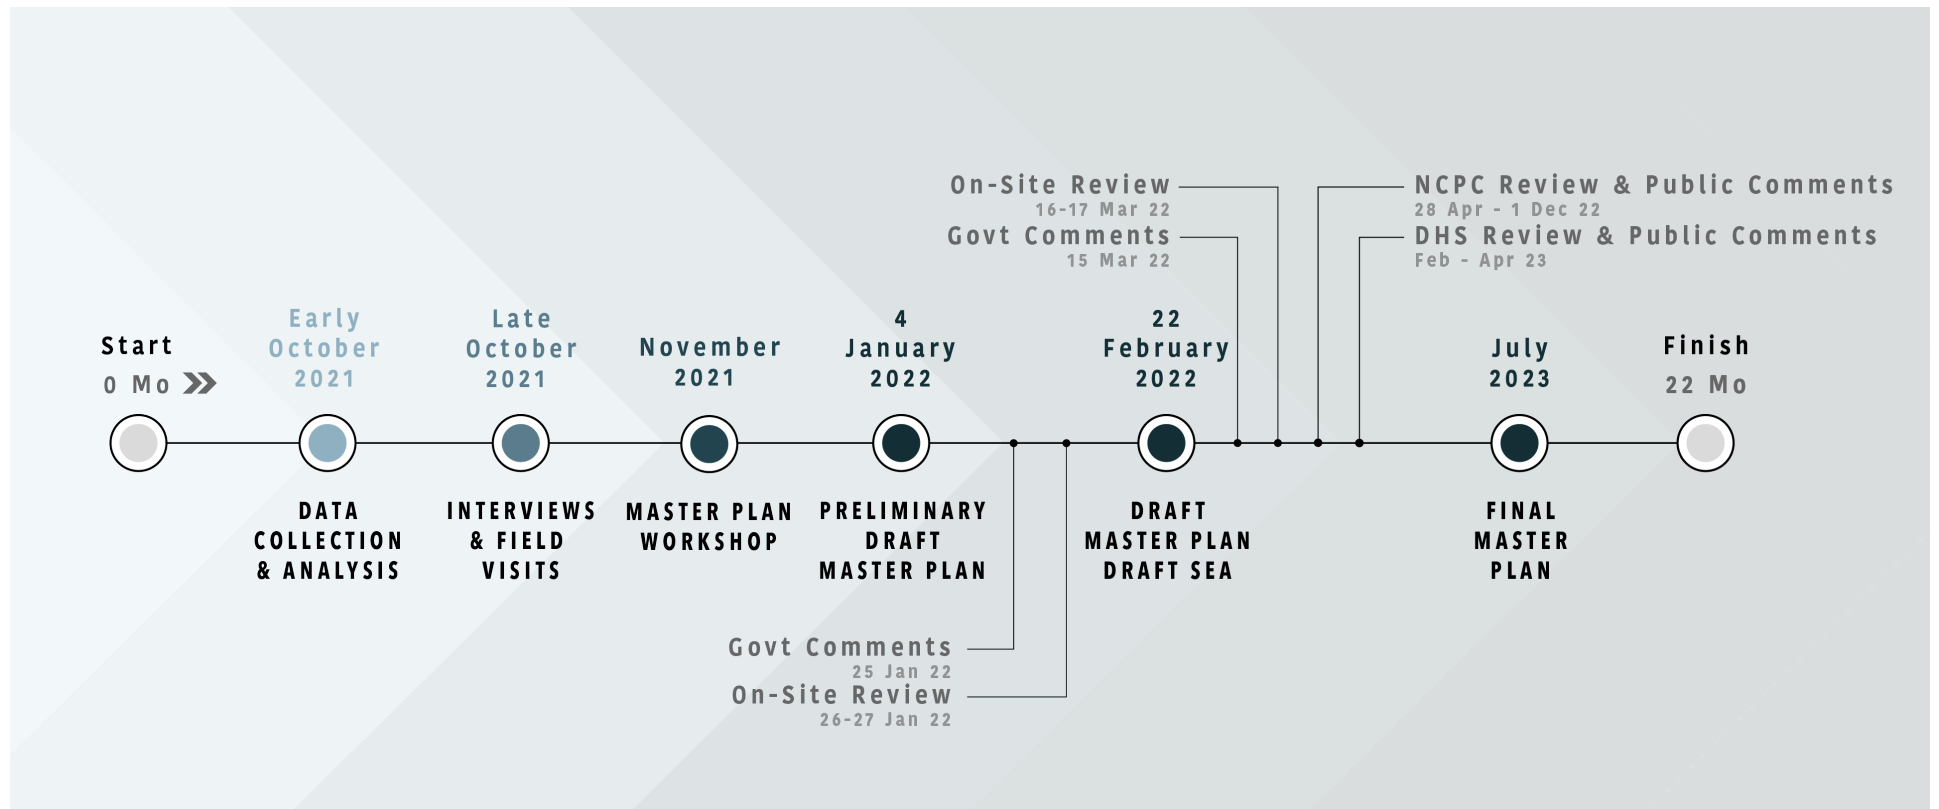 On-Site Review
16-17 Mar 22
Govt Comments
15 Mar 22
NCPC Review & Public Comments
28 Apr - 1 Dec 22
DHS Review & Public Comments
Feb - Apr 23
Start
0 Mo
Early
October
2021
Late
October
2021
November
2021
4
January
2022
22
February
2022
July
2023
Finish
22 Mo
DATA
COLLECTION
& ANALYSIS
INTERVIEWS
& FIELD
VISITS
MASTER PLAN
WORKSHOP
PRELIMINARY
DRAFT
MASTER PLAN
DRAFT
MASTER PLAN
DRAFT SEA
FINAL
MASTER
PLAN
Govt Comments
25 Jan 22
On-Site Review
26-27 Jan 22